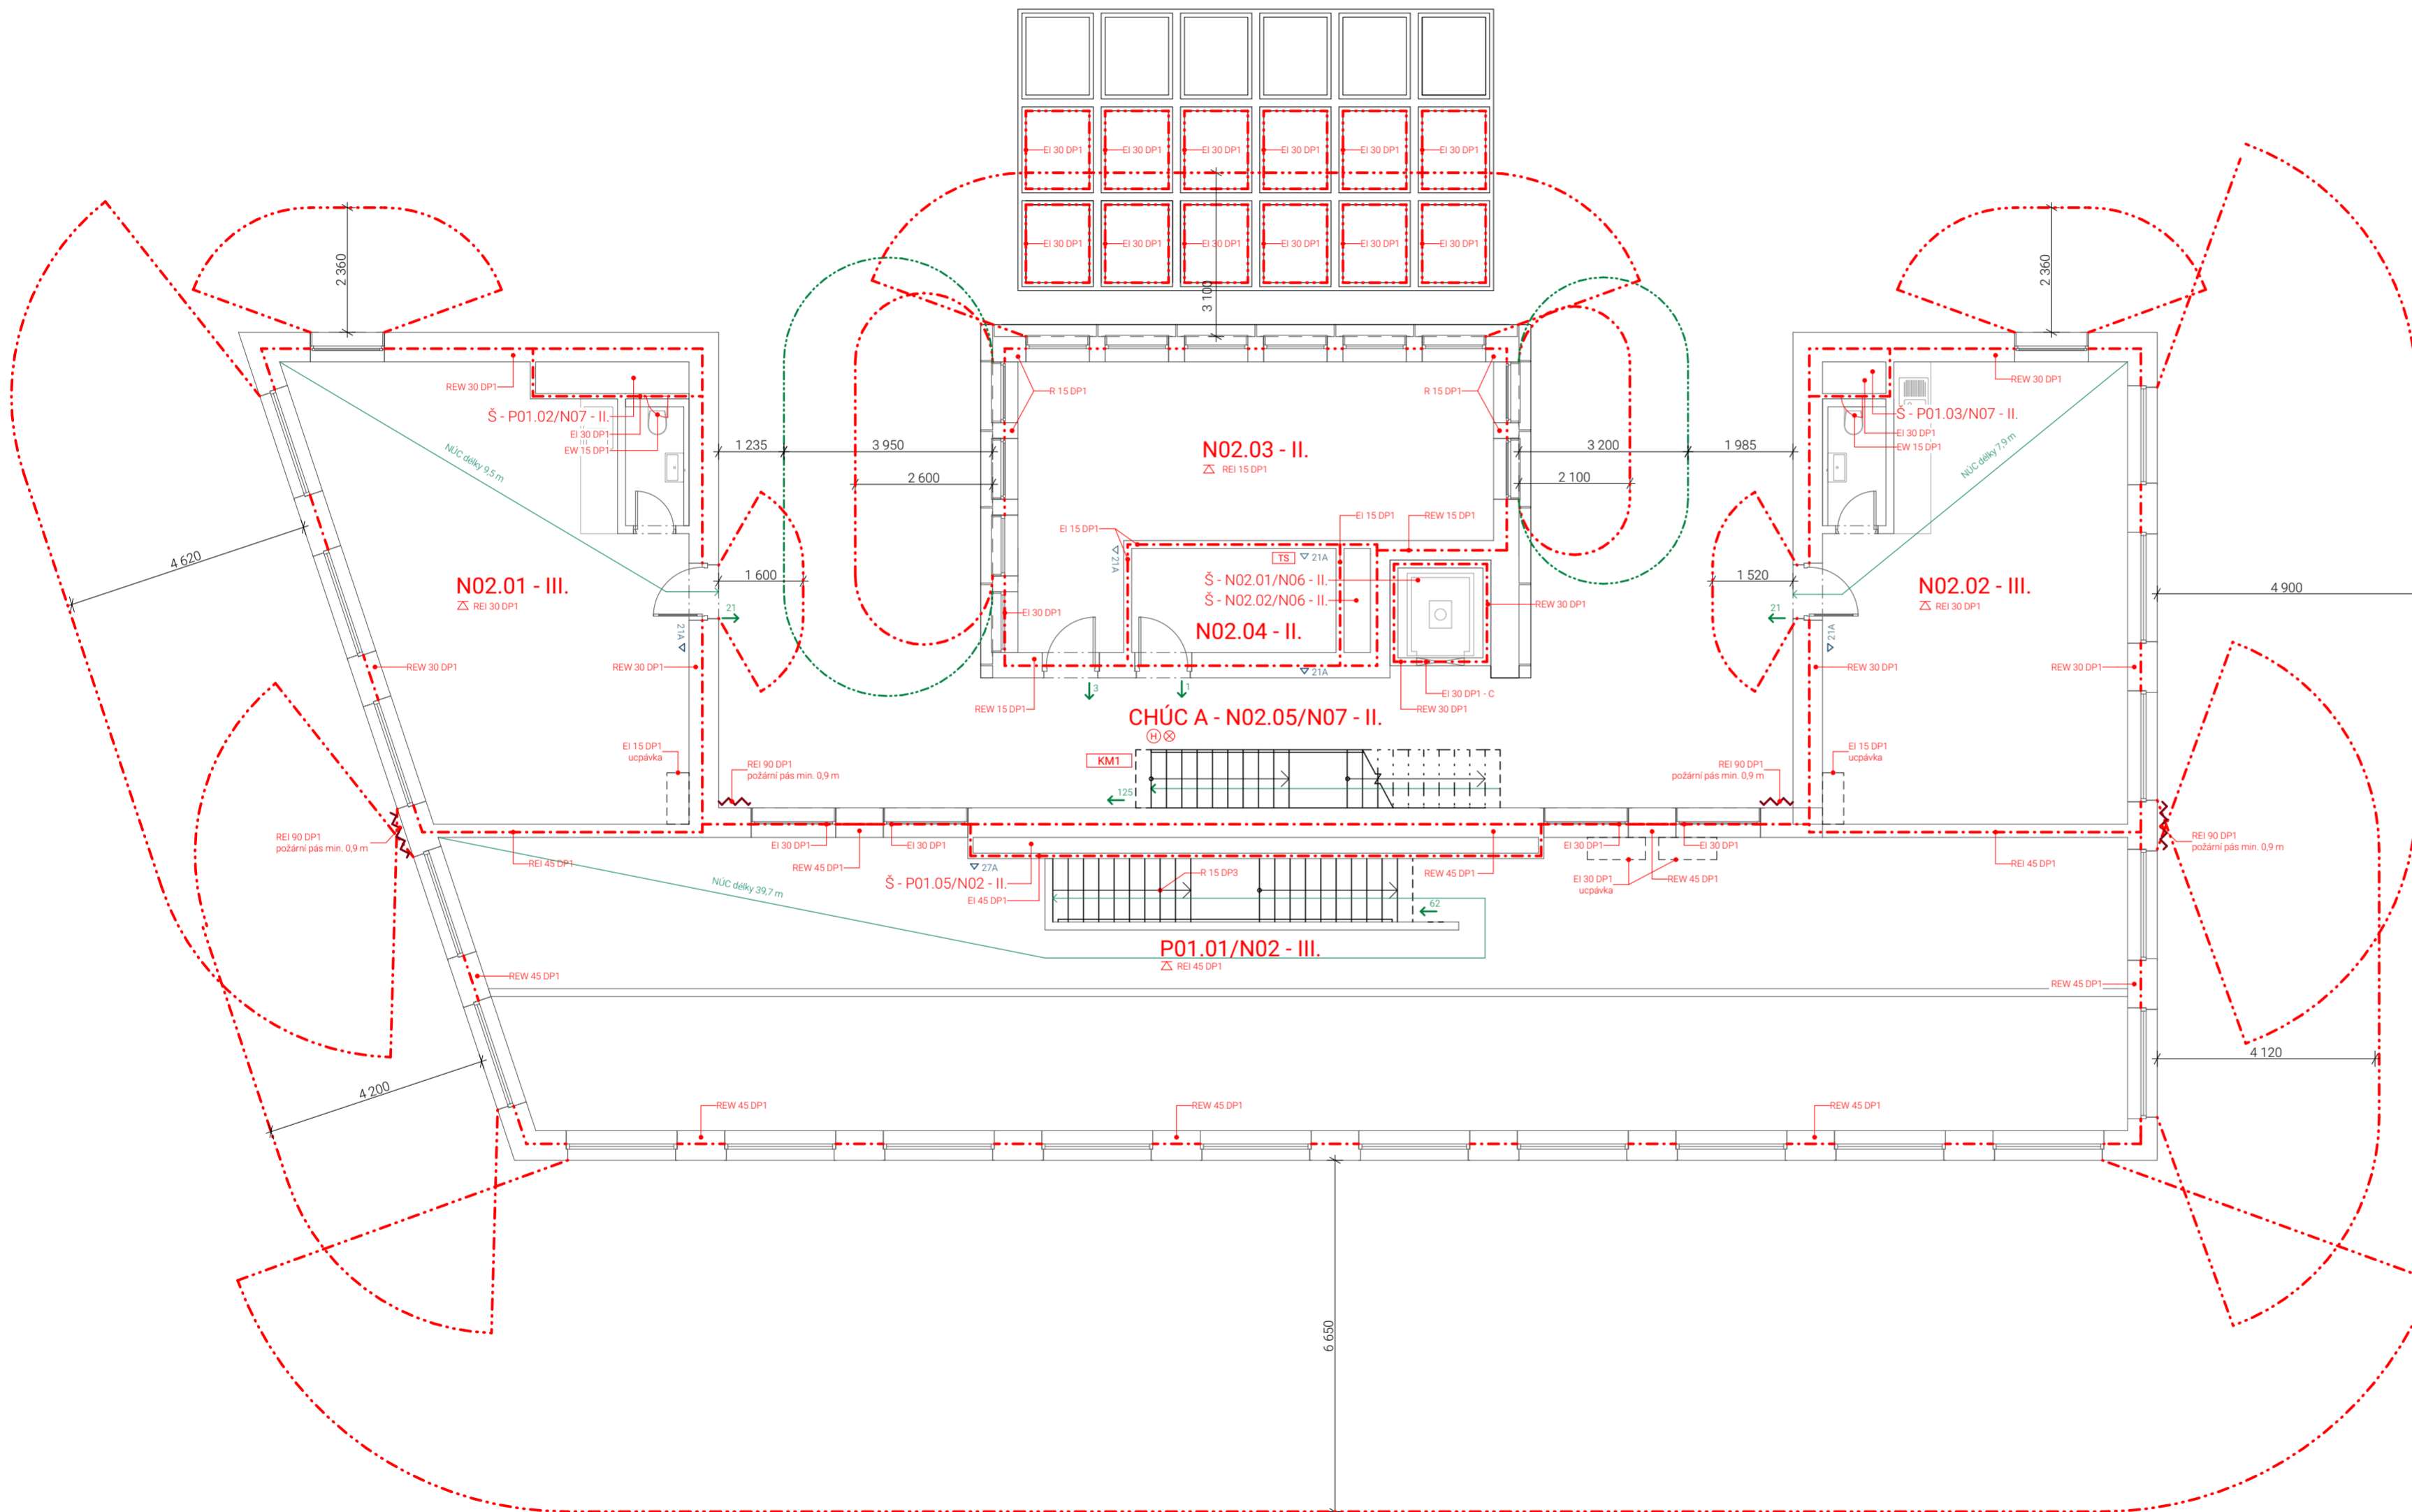 EI 30 DP1
EI 30 DP1
EI 30 DP1
EI 30 DP1
EI 30 DP1
EI 30 DP1
EI 30 DP1
EI 30 DP1
EI 30 DP1
EI 30 DP1
EI 30 DP1
EI 30 DP1
2 360
3 100
2 360
REW 30 DP1
Š - P01.02/N07 - II.
EI 30 DP1
EW 15 DP1
NÚC délky 9,5 m
R 15 DP1
R 15 DP1
REW 30 DP1
Š - P01.03/N07 - II.
EI 30 DP1
EW 15 DP1
NÚC délky 7,9 m
1 235
3 950
2 600
N02.03 - II.
REI 15 DP1
3 200
1 985
2 100
EI 15 DP1
EI 15 DP1
REW 15 DP1
TS
21A
21A
Š - N02.01/N06 - II.
Š - N02.02/N06 - II.
4 620
N02.01 - III.
REI 30 DP1
1 600
21
21A
EI 30 DP1
N02.04 - II.
REW 30 DP1
1 520
21
21A
N02.02 - III.
REI 30 DP1
4 900
REW 30 DP1
REW 30 DP1
21A
REW 30 DP1
REW 30 DP1
3
1
EI 30 DP1 - C
REW 15 DP1
REW 30 DP1
CHÚC A - N02.05/N07 - II.
H
EI 15 DP1
ucpávka
REI 90 DP1
požární pás min. 0,9 m
KM1
125
REI 90 DP1
požární pás min. 0,9 m
EI 15 DP1
ucpávka
REI 90 DP1
požární pás min. 0,9 m
REI 45 DP1
EI 30 DP1
REW 45 DP1
EI 30 DP1
27A
Š - P01.05/N02 - II.
EI 45 DP1
R 15 DP3
REW 45 DP1
EI 30 DP1
EI 30 DP1
EI 30 DP1
ucpávka
REW 45 DP1
REI 45 DP1
REI 90 DP1
požární pás min. 0,9 m
NÚC délky 39,7 m
62
P01.01/N02 - III.
REI 45 DP1
REW 45 DP1
REW 45 DP1
4 200
4 120
REW 45 DP1
REW 45 DP1
REW 45 DP1
6 650